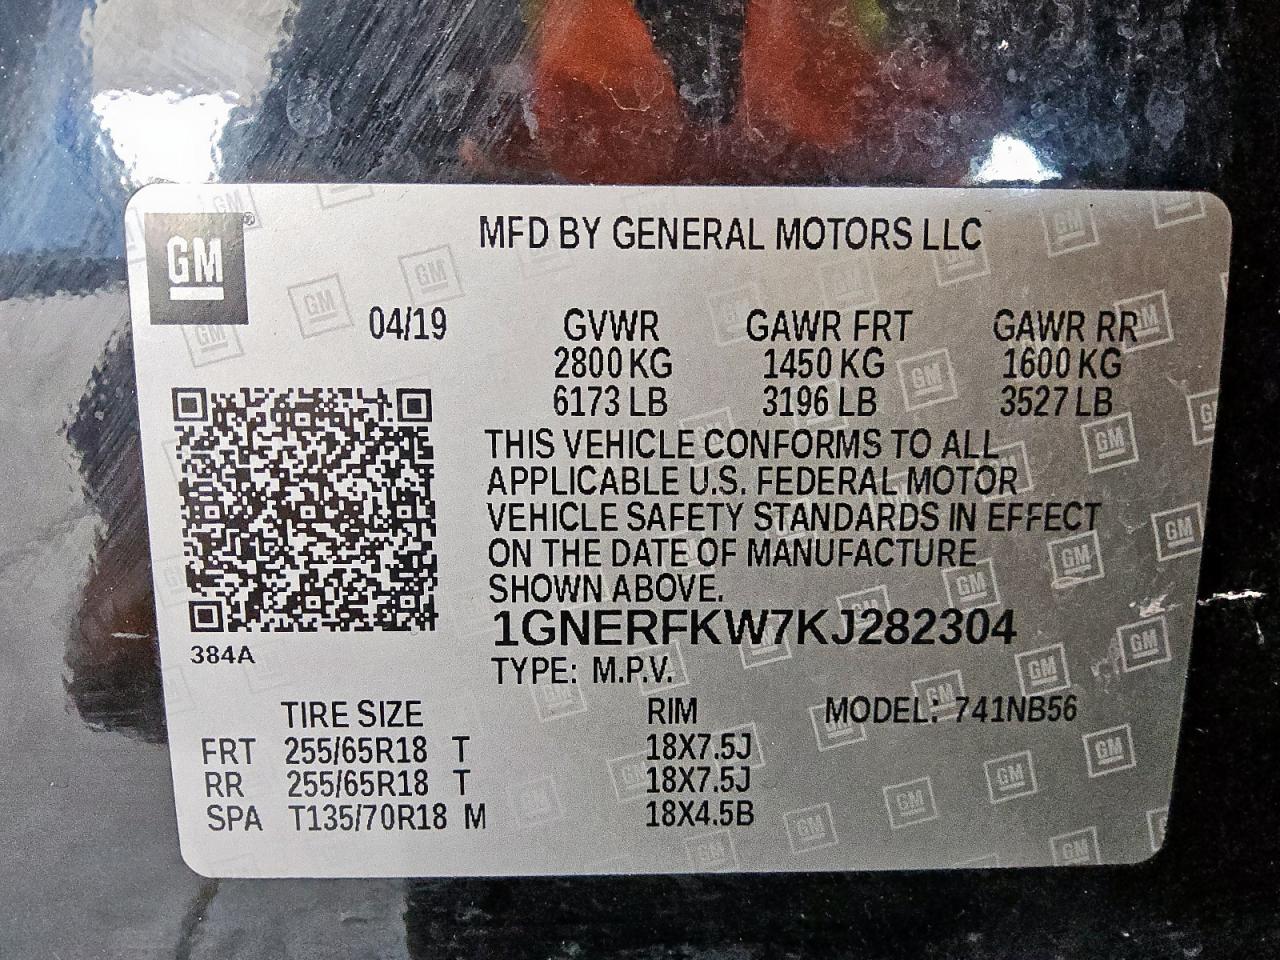 GM
MFD BY GENERAL MOTORS LLC
04/19 GVWR GAWR FRT GAWR RR
2800 KG 1450 KG 1600 KG
6173 LB 3196 LB 3527 LB
THIS VEHICLE CONFORMS TO ALL
APPLICABLE U.S. FEDERAL MOTOR
VEHICLE SAFETY STANDARDS IN EFFECT
ON THE DATE OF MANUFACTURE
SHOWN ABOVE.
1GNERFKW7KJ282304
384A
TYPE: M.P.V.
TIRE SIZE RIM MODEL: 741NB56
FRT 255/65R18 T 18X7.5J
RR 255/65R18 T 18X7.5J
SPA T135/70R18 M 18X4.5B